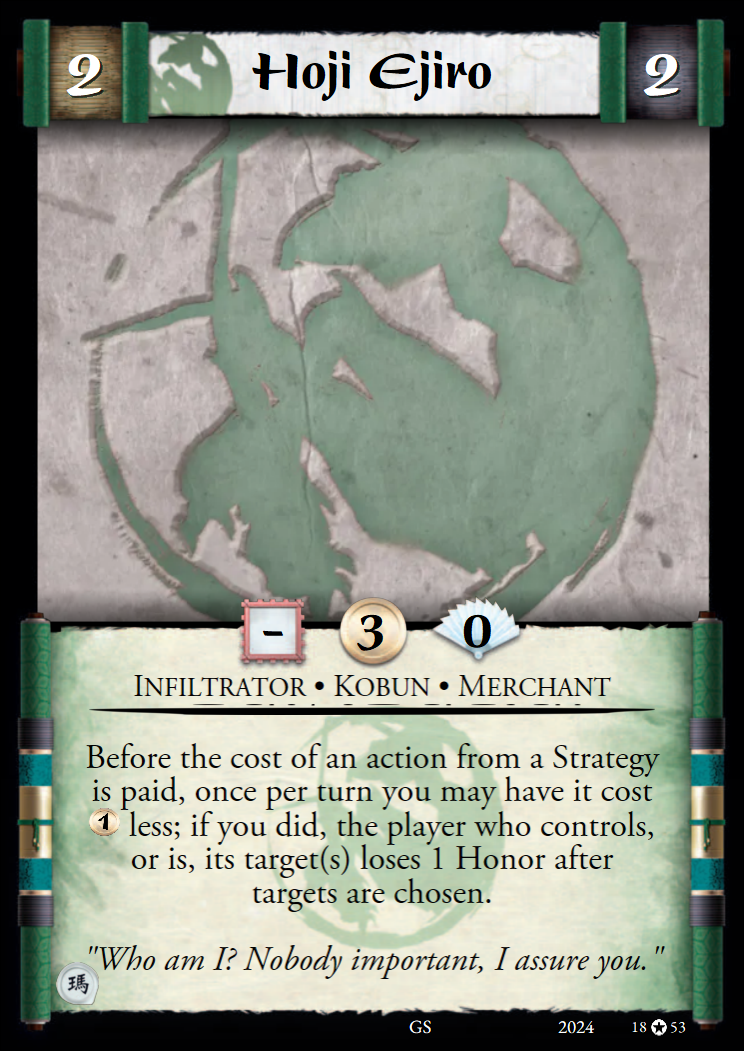 2 Hoji Ejiro 2
- 3 0
INFILTRATOR • KOBUN • MERCHANT
Before the cost of an action from a Strategy
is paid, once per turn you may have it cost
1 less; if you did, the player who controls,
or is, its target(s) loses 1 Honor after
targets are chosen.
"Who am I? Nobody important, I assure you."
瑪
GS 2024 18 ★ 53